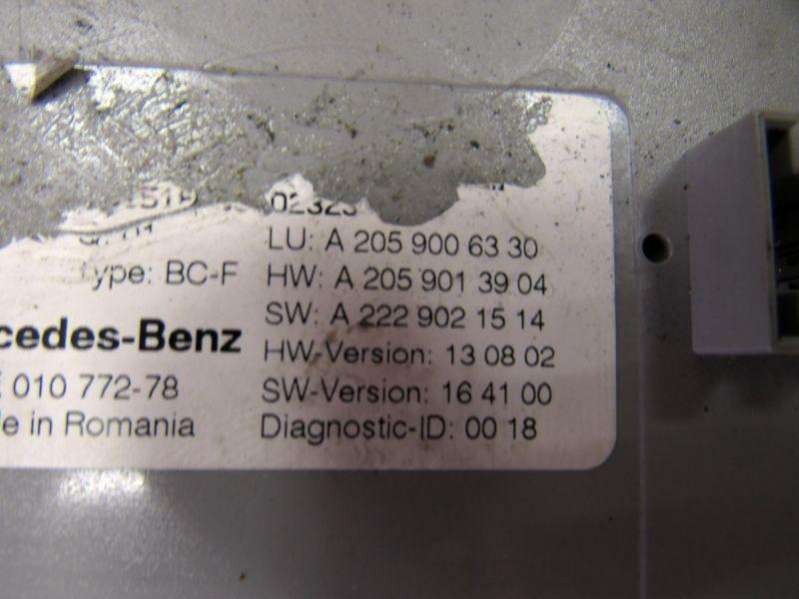 02323
LU: A 205 900 63 30
Type: BC-F HW: A 205 901 39 04
SW: A 222 902 15 14
cedes-Benz
HW-Version: 13 08 02
010 772-78 SW-Version: 16 41 00
e in Romania Diagnostic-ID: 00 18